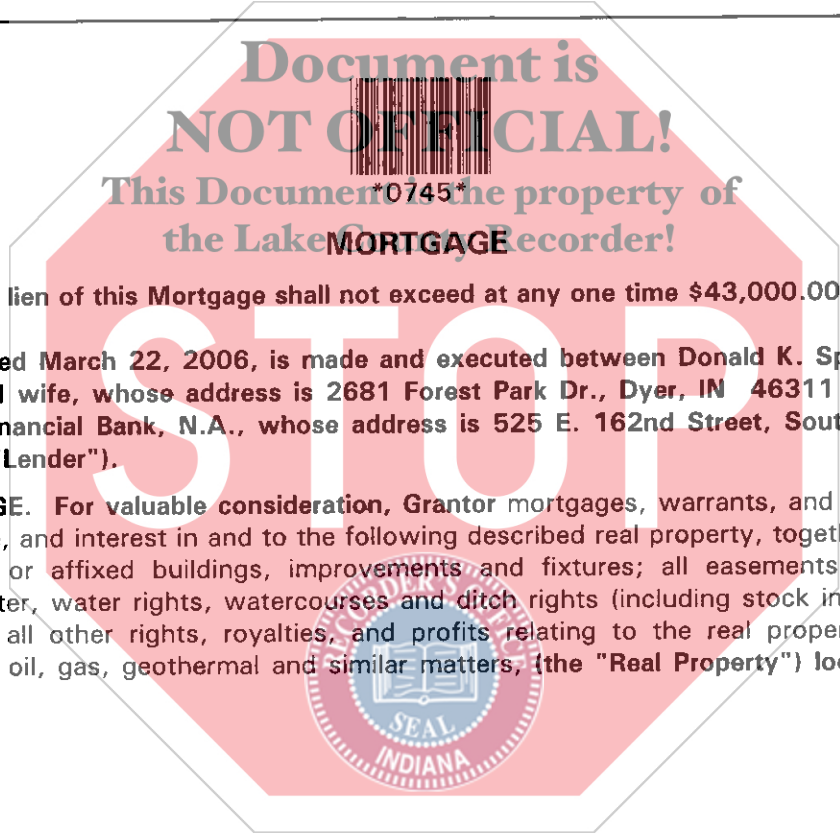 Document is
NOT OFFICIAL!
This Document is the property of
the Lake County Recorder!
*0745*
MORTGAGE
lien of this Mortgage shall not exceed at any one time $43,000.00
ed March 22, 2006, is made and executed between Donald K. Sp
wife, whose address is 2681 Forest Park Dr., Dyer, IN 46311
nancial Bank, N.A., whose address is 525 E. 162nd Street, Sout
Lender").
GE. For valuable consideration, Grantor mortgages, warrants, and
, and interest in and to the following described real property, toget
or affixed buildings, improvements and fixtures; all easements
ter, water rights, watercourses and ditch rights (including stock in
all other rights, royalties, and profits relating to the real prope
oil, gas, geothermal and similar matters, (the "Real Property") lo
STOP
RECORDER'S OFFICE
SEAL
INDIANA